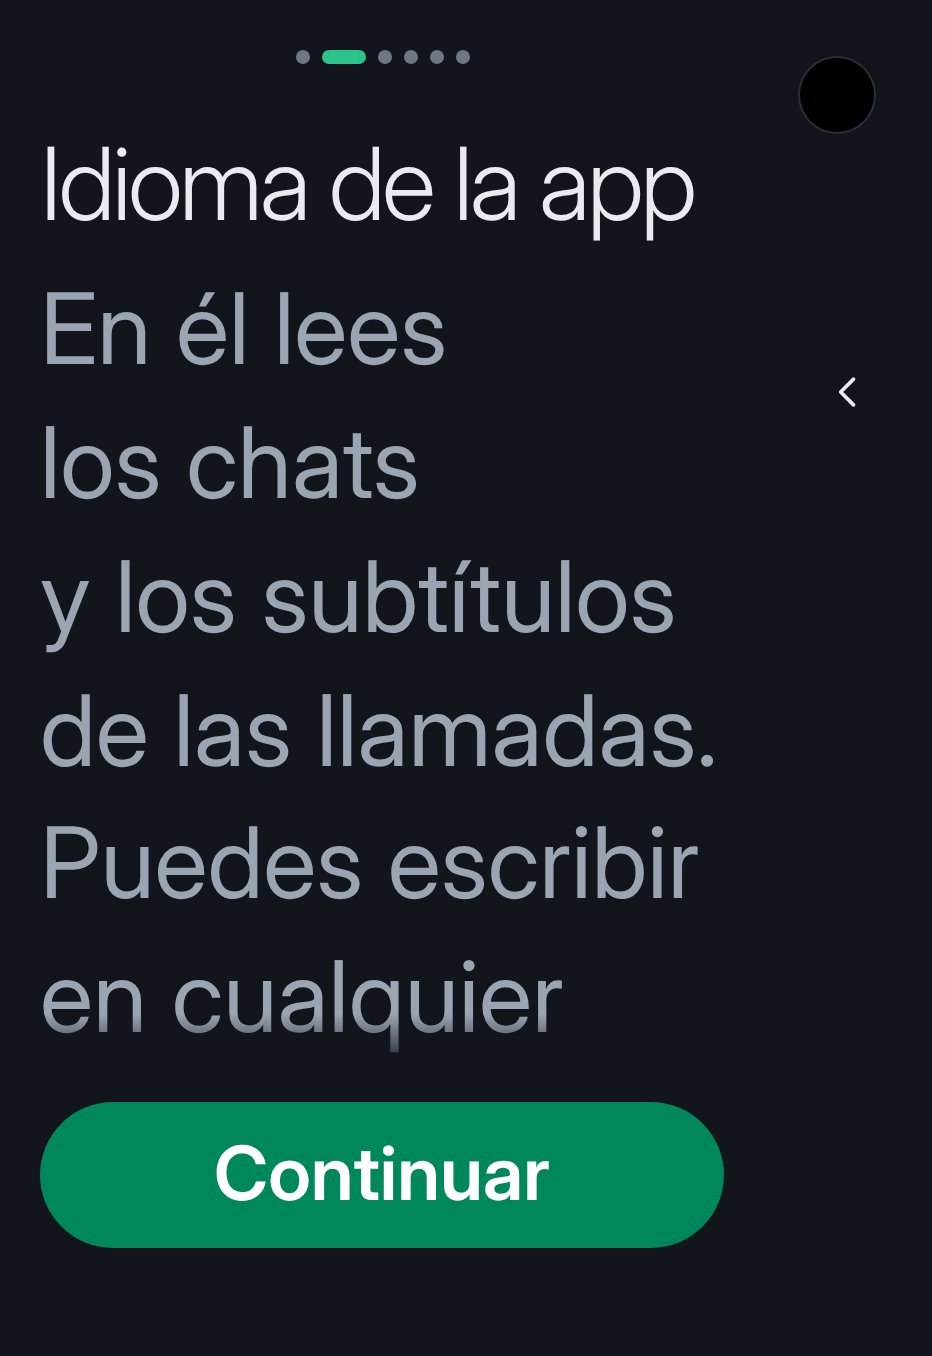 Idioma de la app
En él lees
los chats
y los subtítulos
de las llamadas.
Puedes escribir
en cualquier
Continuar